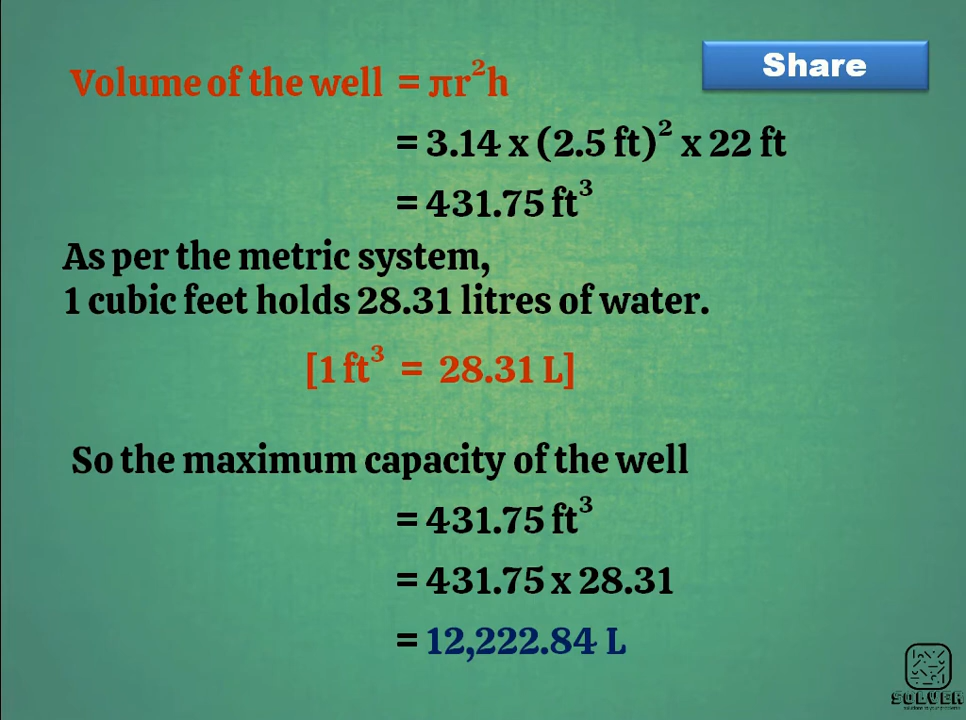 Share
Volume of the well = πr²h
= 3.14 x (2.5 ft)² x 22 ft
= 431.75 ft³
As per the metric system,
1 cubic feet holds 28.31 litres of water.
[1 ft³ = 28.31 L]
So the maximum capacity of the well
= 431.75 ft³
= 431.75 x 28.31
= 12,222.84 L
SOLVER